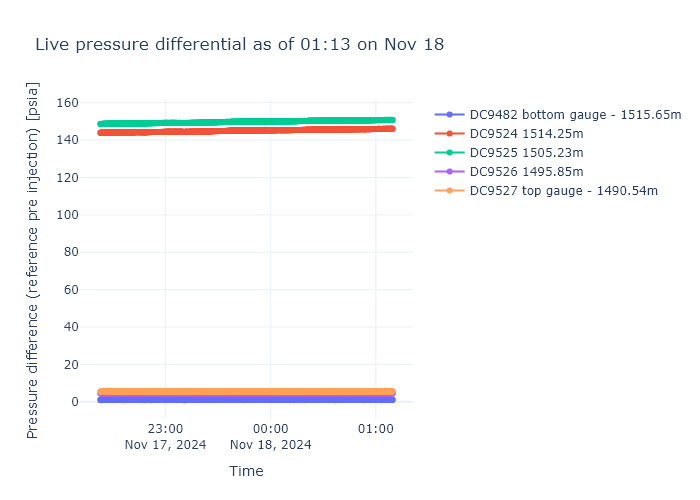 Live pressure differential as of 01:13 on Nov 18
Pressure difference (reference pre injection) [psia]
160
140
120
100
80
60
40
20
0
23:00
Nov 17, 2024
00:00
Nov 18, 2024
01:00
Time
DC9482 bottom gauge - 1515.65m
DC9524 1514.25m
DC9525 1505.23m
DC9526 1495.85m
DC9527 top gauge - 1490.54m